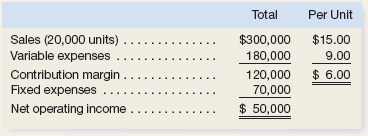 Total Per Unit
Sales (20,000 units) . . . . . . . . . . . . . . $300,000 $15.00
Variable expenses . . . . . . . . . . . . . . . 180,000 9.00
Contribution margin . . . . . . . . . . . . . . 120,000 $ 6.00
Fixed expenses . . . . . . . . . . . . . . . . . . 70,000
Net operating income . . . . . . . . . . . . . $ 50,000